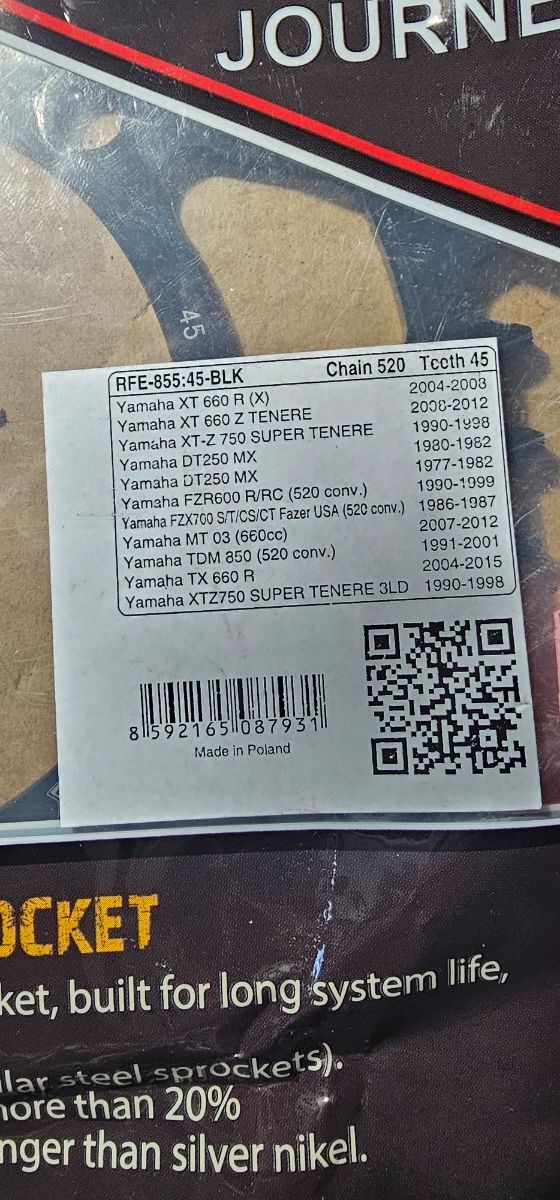 JOURNE
45
RFE-855:45-BLK Chain 520 Teeth 45
Yamaha XT 660 R (X) 2004-2008
Yamaha XT 660 Z TENERE 2008-2012
Yamaha XT-Z 750 SUPER TENERE 1990-1998
Yamaha DT250 MX 1980-1982
Yamaha DT250 MX 1977-1982
Yamaha FZR600 R/RC (520 conv.) 1990-1999
Yamaha FZX700 S/T/CS/CT Fazer USA (520 conv.) 1986-1987
Yamaha MT 03 (660cc) 2007-2012
Yamaha TDM 850 (520 conv.) 1991-2001
Yamaha TX 660 R 2004-2015
Yamaha XTZ750 SUPER TENERE 3LD 1990-1998
8 592165 087931
Made in Poland
OCKET
ket, built for long system life,
lar steel sprockets).
more than 20%
nger than silver nikel.